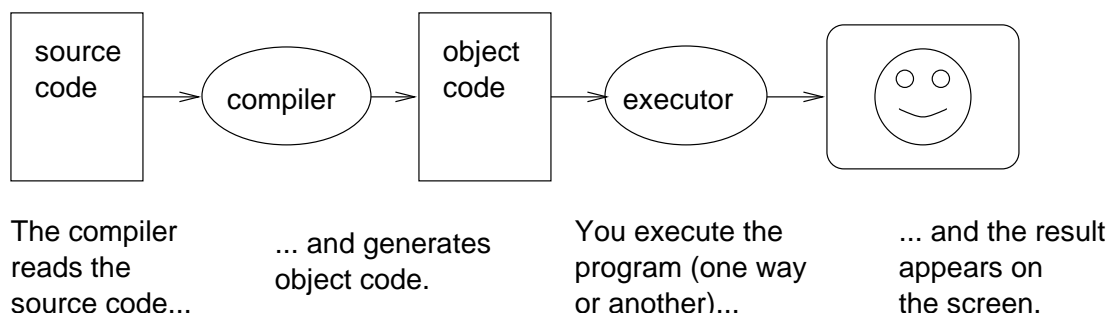 source
code
compiler
object
code
executor
The compiler
reads the
source code...
... and generates
object code.
You execute the
program (one way
or another)...
... and the result
appears on
the screen.